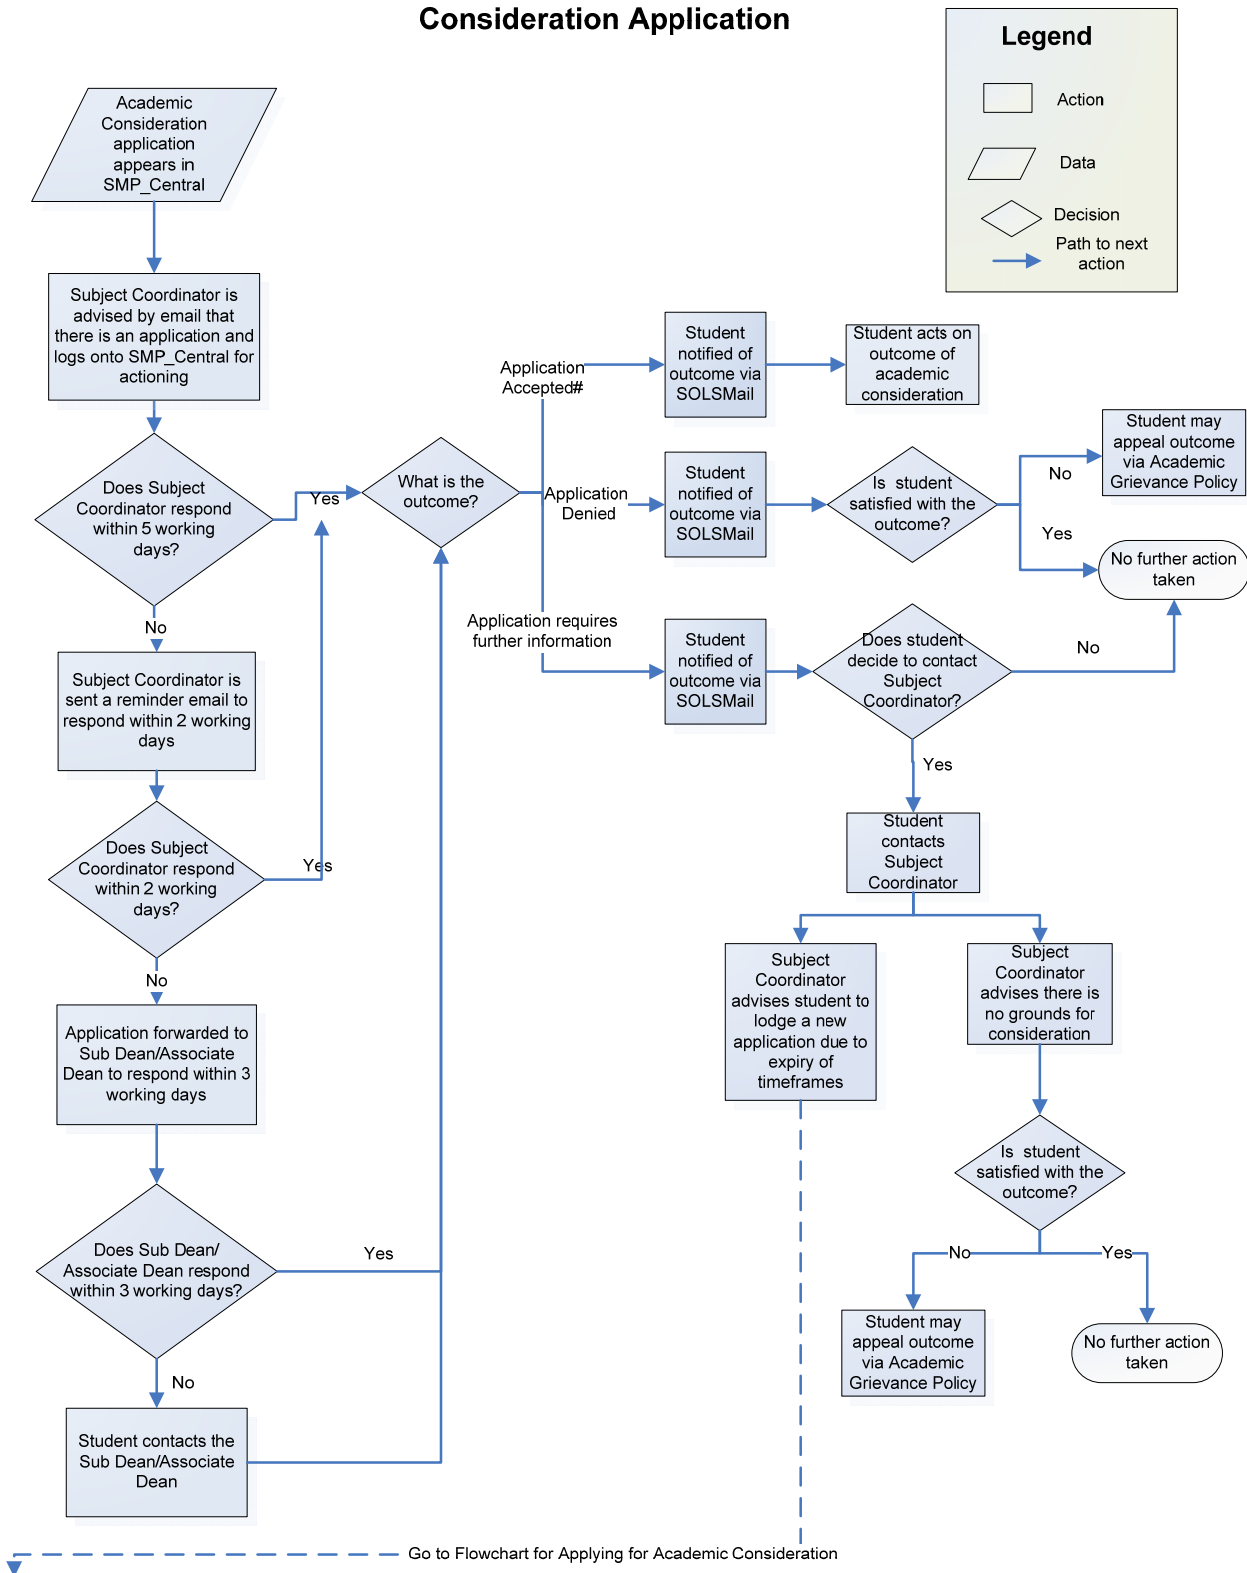 Consideration Application
Legend
Action
Data
Decision
Path to next
action
Academic
Consideration
application
appears in
SMP_Central
Subject Coordinator is
advised by email that
there is an application and
logs onto SMP_Central for
actioning
Does Subject
Coordinator respond
within 5 working
days?
Yes
No
Subject Coordinator is
sent a reminder email to
respond within 2 working
days
Does Subject
Coordinator respond
within 2 working
days?
Yes
No
Application forwarded to
Sub Dean/Associate
Dean to respond within 3
working days
Does Sub Dean/
Associate Dean respond
within 3 working days?
Yes
No
Student contacts the
Sub Dean/Associate
Dean
What is the
outcome?
Application
Accepted#
Student
notified of
outcome via
SOLSMail
Student acts on
outcome of
academic
consideration
Application
Denied
Student
notified of
outcome via
SOLSMail
Is student
satisfied with the
outcome?
No
Student may
appeal outcome
via Academic
Grievance Policy
Yes
No further action
taken
Application requires
further information
Student
notified of
outcome via
SOLSMail
Does student
decide to contact
Subject
Coordinator?
No
Yes
Student
contacts
Subject
Coordinator
Subject
Coordinator
advises student to
lodge a new
application due to
expiry of
timeframes
Subject
Coordinator
advises there is
no grounds for
consideration
Is student
satisfied with the
outcome?
No
Yes
Student may
appeal outcome
via Academic
Grievance Policy
No further action
taken
Go to Flowchart for Applying for Academic Consideration